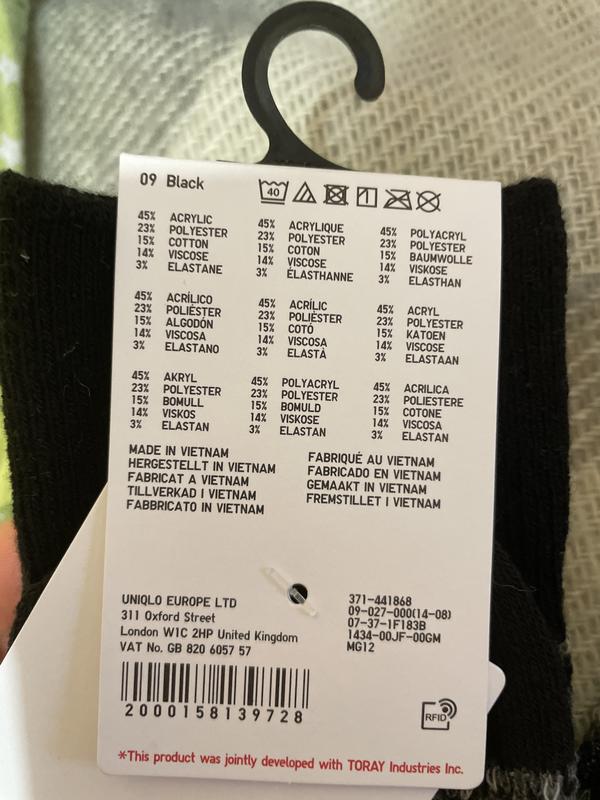 09 Black
40
45% ACRYLIC
23% POLYESTER
15% COTTON
14% VISCOSE
3% ELASTANE
45% ACRYLIQUE
23% POLYESTER
15% COTON
14% VISCOSE
3% ÉLASTHANNE
45% POLYACRYL
23% POLYESTER
15% BAUMWOLLE
14% VISKOSE
3% ELASTHAN
45% ACRÍLICO
23% POLIÉSTER
15% ALGODÓN
14% VISCOSA
3% ELASTANO
45% ACRÍLIC
23% POLIÈSTER
15% COTÓ
14% VISCOSA
3% ELASTÀ
45% ACRYL
23% POLYESTER
15% KATOEN
14% VISCOSE
3% ELASTAAN
45% AKRYL
23% POLYESTER
15% BOMULL
14% VISKOS
3% ELASTAN
45% POLYACRYL
23% POLYESTER
15% BOMULD
14% VISKOSE
3% ELASTAN
45% ACRILICA
23% POLIESTERE
15% COTONE
14% VISCOSA
3% ELASTAN
MADE IN VIETNAM
HERGESTELLT IN VIETNAM
FABRICAT A VIETNAM
TILLVERKAD I VIETNAM
FABBRICATO IN VIETNAM
FABRIQUÉ AU VIETNAM
FABRICADO EN VIETNAM
GEMAAKT IN VIETNAM
FREMSTILLET I VIETNAM
UNIQLO EUROPE LTD
311 Oxford Street
London W1C 2HP United Kingdom
VAT No. GB 820 6057 57
371-441868
09-027-000(14-08)
07-37-1F183B
1434-00JF-00GM
MG12
2000158139728
RFID
*This product was jointly developed with TORAY Industries Inc.